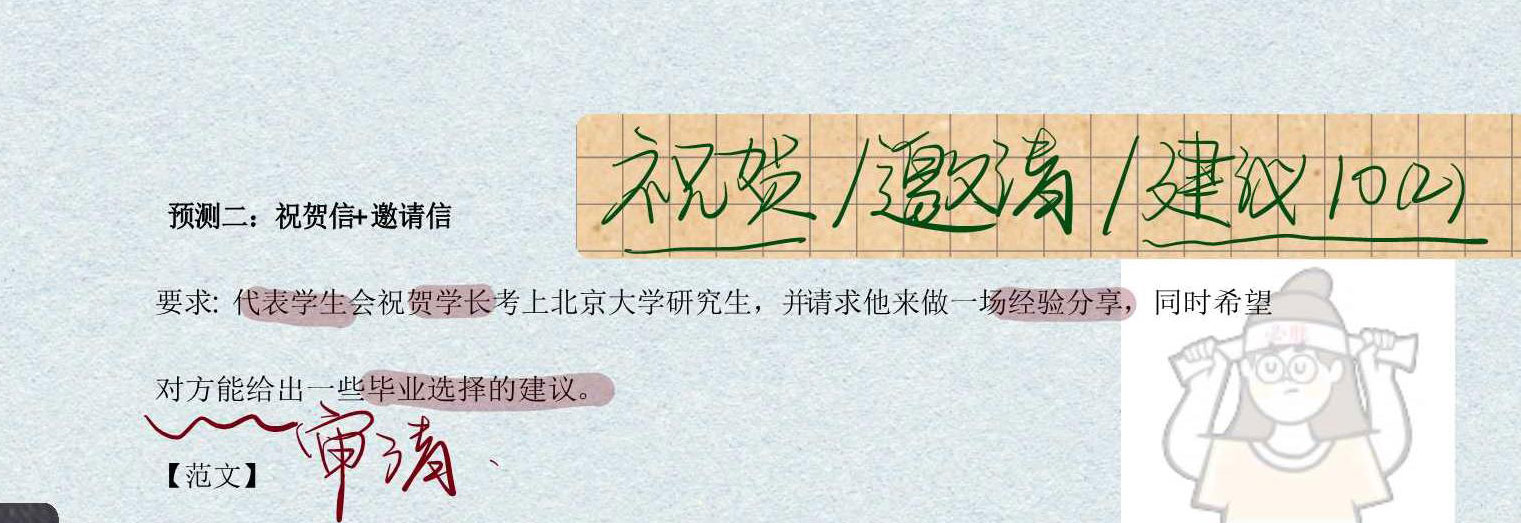 祝贺/邀请/建议10(2)
预测二：祝贺信+邀请信
要求: 代表学生会祝贺学长考上北京大学研究生，并请求他来做一场经验分享，同时希望
必胜
对方能给出一些毕业选择的建议。
审清、
【范文】